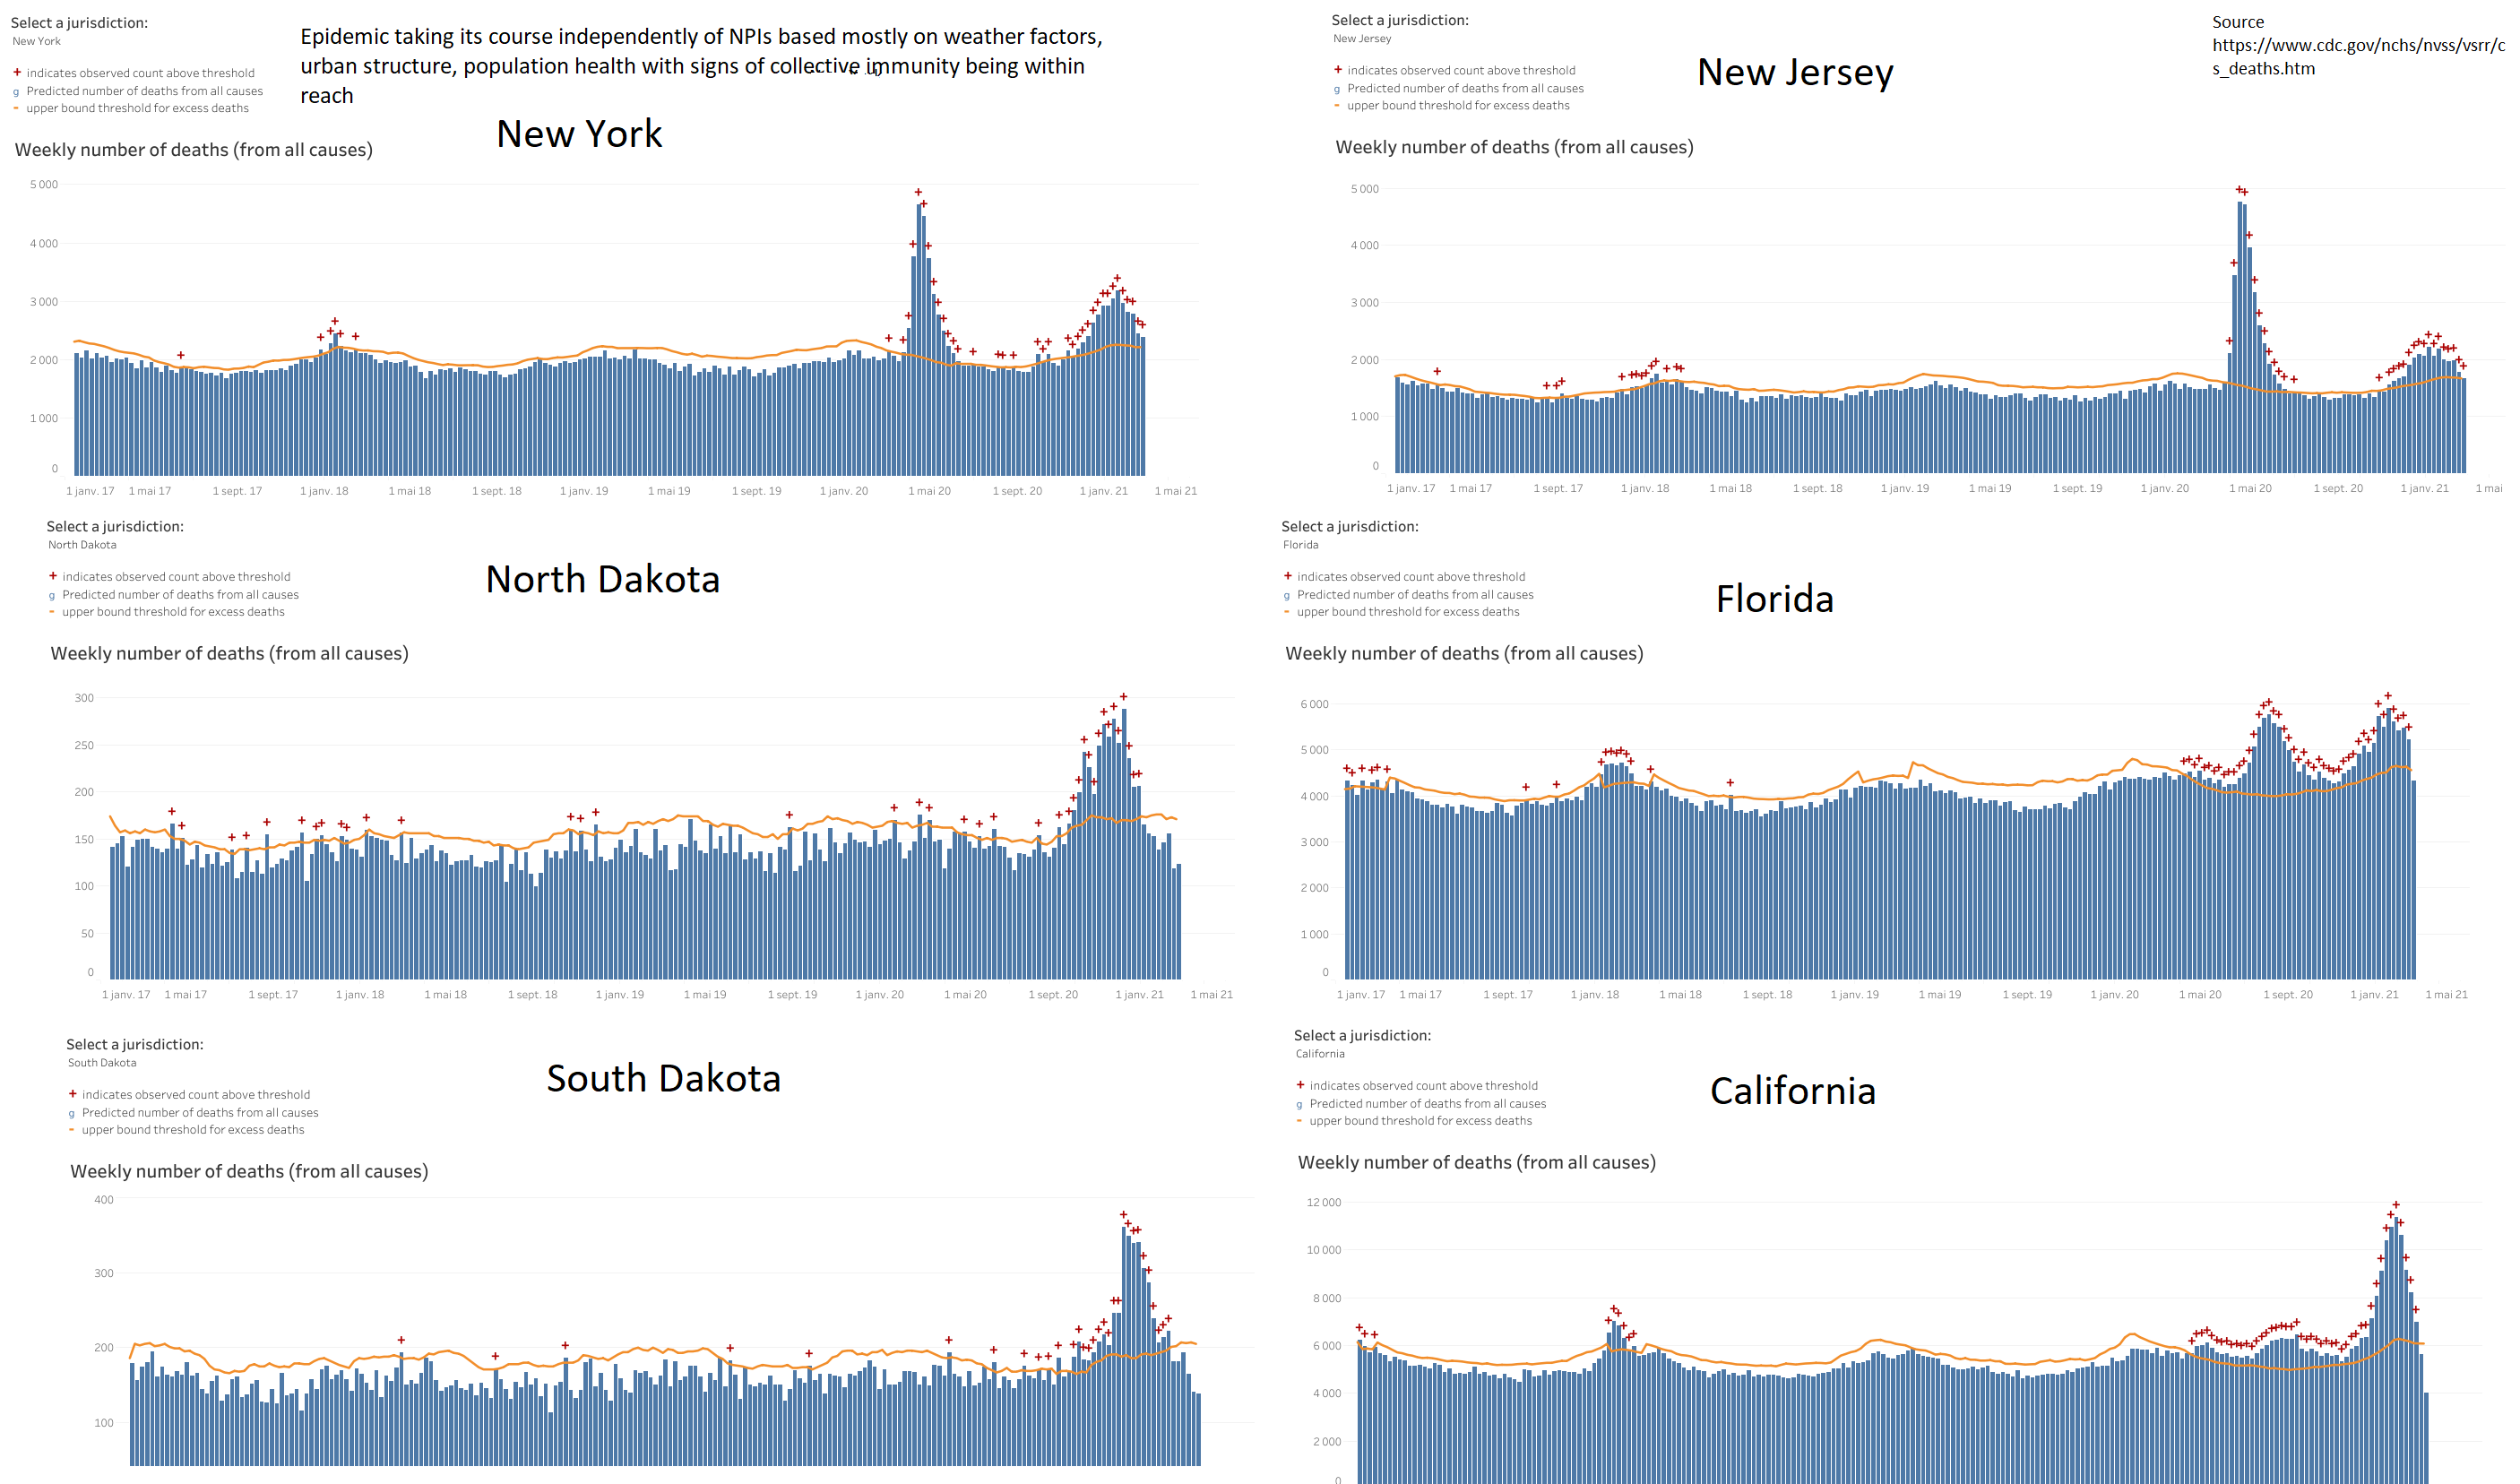 Select a jurisdiction:
New York
+ indicates observed count above threshold
g Predicted number of deaths from all causes
- upper bound threshold for excess deaths
Epidemic taking its course independently of NPIs based mostly on weather factors,
urban structure, population health with signs of collective immunity being within
reach
New York
Weekly number of deaths (from all causes)
5 000
4 000
3 000
2 000
1 000
0
1 janv. 17 1 mai 17 1 sept. 17 1 janv. 18 1 mai 18 1 sept. 18 1 janv. 19 1 mai 19 1 sept. 19 1 janv. 20 1 mai 20 1 sept. 20 1 janv. 21 1 mai 21
Select a jurisdiction:
New Jersey
+ indicates observed count above threshold
g Predicted number of deaths from all causes
- upper bound threshold for excess deaths
New Jersey
Source
https://www.cdc.gov/nchs/nvss/vsrr/c
s_deaths.htm
Weekly number of deaths (from all causes)
5 000
4 000
3 000
2 000
1 000
0
1 janv. 17 1 mai 17 1 sept. 17 1 janv. 18 1 mai 18 1 sept. 18 1 janv. 19 1 mai 19 1 sept. 19 1 janv. 20 1 mai 20 1 sept. 20 1 janv. 21 1 mai
Select a jurisdiction:
North Dakota
+ indicates observed count above threshold
g Predicted number of deaths from all causes
- upper bound threshold for excess deaths
North Dakota
Weekly number of deaths (from all causes)
300
250
200
150
100
50
0
1 janv. 17 1 mai 17 1 sept. 17 1 janv. 18 1 mai 18 1 sept. 18 1 janv. 19 1 mai 19 1 sept. 19 1 janv. 20 1 mai 20 1 sept. 20 1 janv. 21 1 mai 21
Select a jurisdiction:
Florida
+ indicates observed count above threshold
g Predicted number of deaths from all causes
- upper bound threshold for excess deaths
Florida
Weekly number of deaths (from all causes)
6 000
5 000
4 000
3 000
2 000
1 000
0
1 janv. 17 1 mai 17 1 sept. 17 1 janv. 18 1 mai 18 1 sept. 18 1 janv. 19 1 mai 19 1 sept. 19 1 janv. 20 1 mai 20 1 sept. 20 1 janv. 21 1 mai 21
Select a jurisdiction:
South Dakota
+ indicates observed count above threshold
g Predicted number of deaths from all causes
- upper bound threshold for excess deaths
South Dakota
Weekly number of deaths (from all causes)
400
300
200
100
Select a jurisdiction:
California
+ indicates observed count above threshold
g Predicted number of deaths from all causes
- upper bound threshold for excess deaths
California
Weekly number of deaths (from all causes)
12 000
10 000
8 000
6 000
4 000
2 000
0